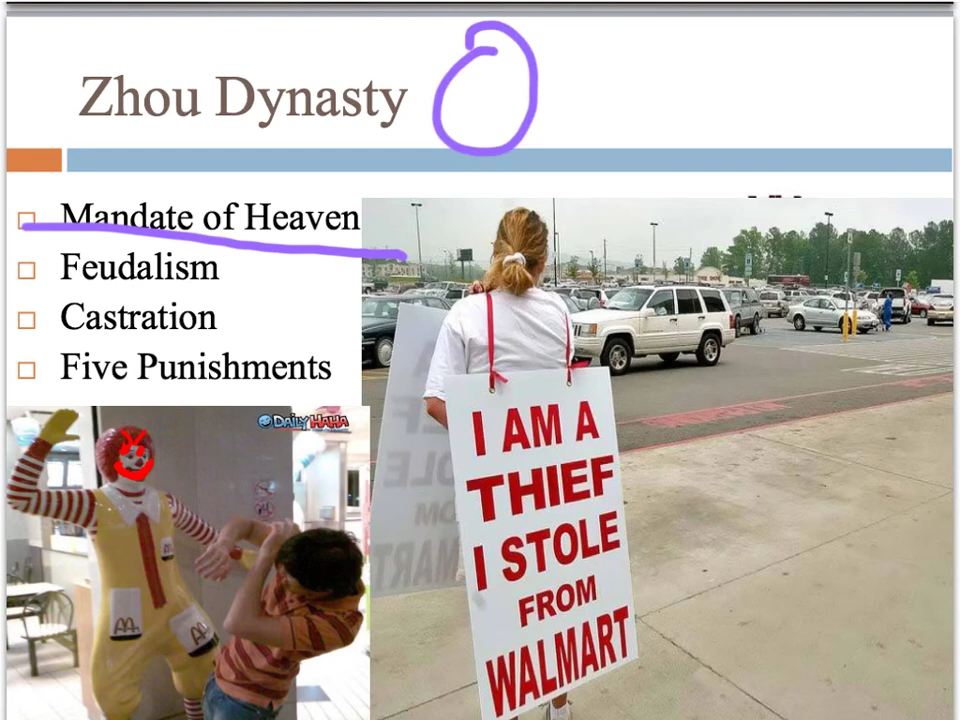 Zhou Dynasty
Mandate of Heaven
Feudalism
Castration
Five Punishments
DAILY HAHA
I AM A
THIEF
I STOLE
FROM
WALMART